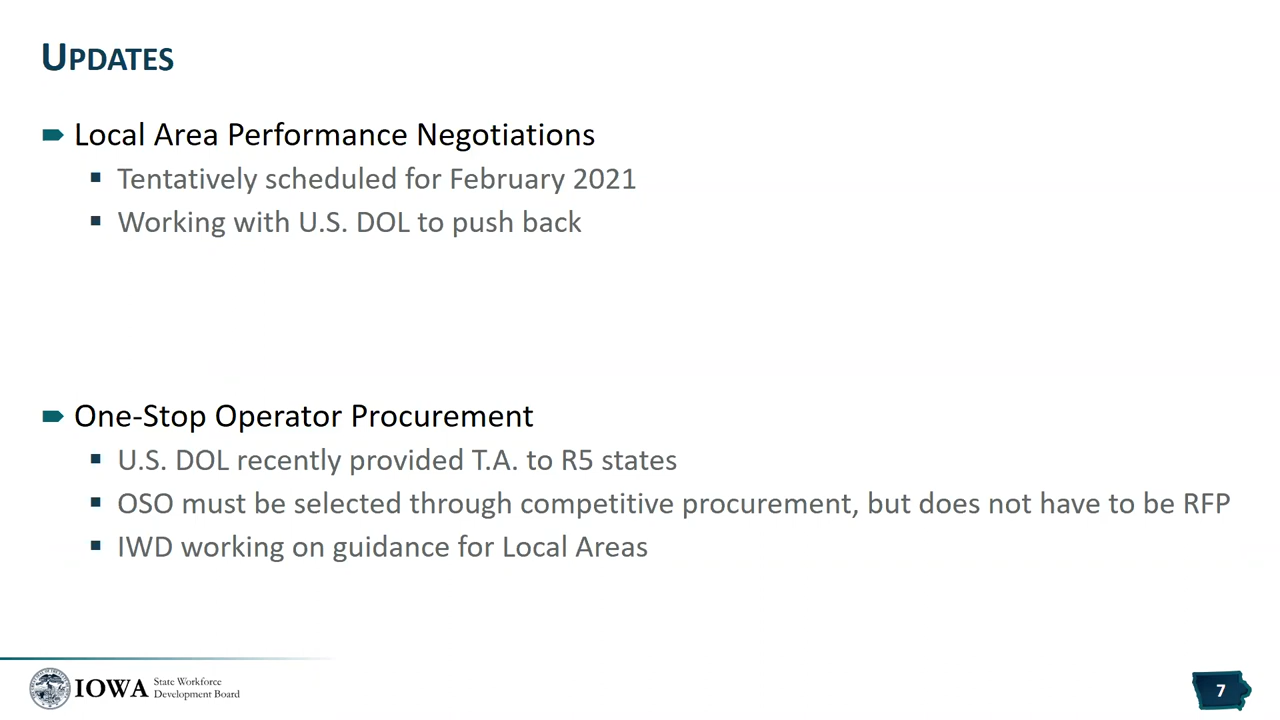 UPDATES
Local Area Performance Negotiations
Tentatively scheduled for February 2021
Working with U.S. DOL to push back
One-Stop Operator Procurement
U.S. DOL recently provided T.A. to R5 states
OSO must be selected through competitive procurement, but does not have to be RFP
IWD working on guidance for Local Areas
IOWA State Workforce
Development Board
7